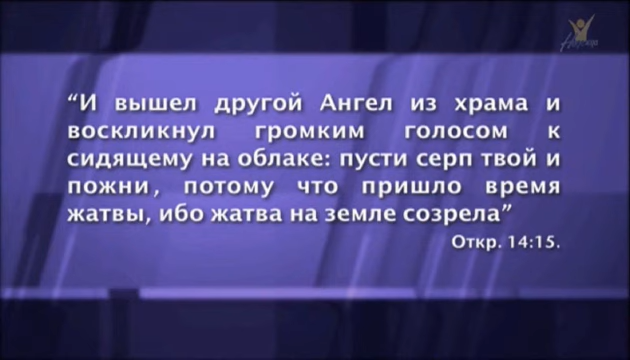 Надежда
“И вышел другой Ангел из храма и
воскликнул громким голосом к
сидящему на облаке: пусти серп твой и
пожни, потому что пришло время
жатвы, ибо жатва на земле созрела”
Откр. 14:15.